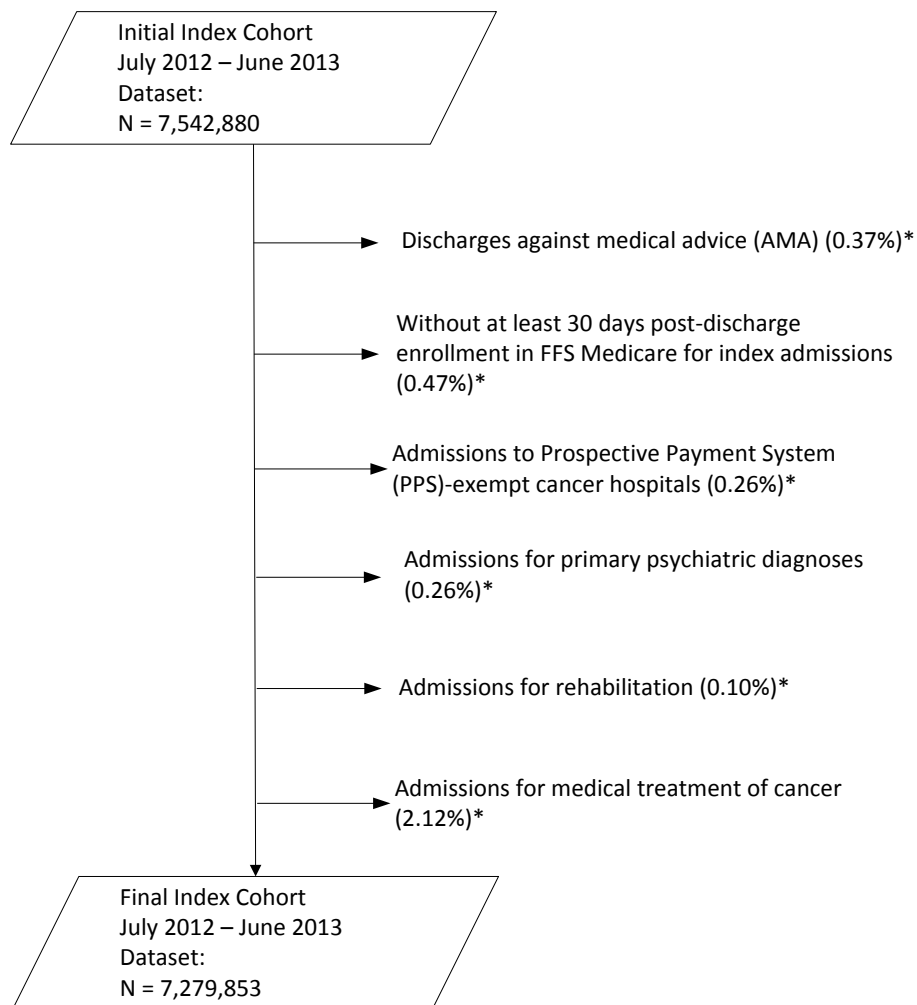 Initial Index Cohort
July 2012 – June 2013
Dataset:
N = 7,542,880
Discharges against medical advice (AMA) (0.37%)*
Without at least 30 days post-discharge
enrollment in FFS Medicare for index admissions
(0.47%)*
Admissions to Prospective Payment System
(PPS)-exempt cancer hospitals (0.26%)*
Admissions for primary psychiatric diagnoses
(0.26%)*
Admissions for rehabilitation (0.10%)*
Admissions for medical treatment of cancer
(2.12%)*
Final Index Cohort
July 2012 – June 2013
Dataset:
N = 7,279,853